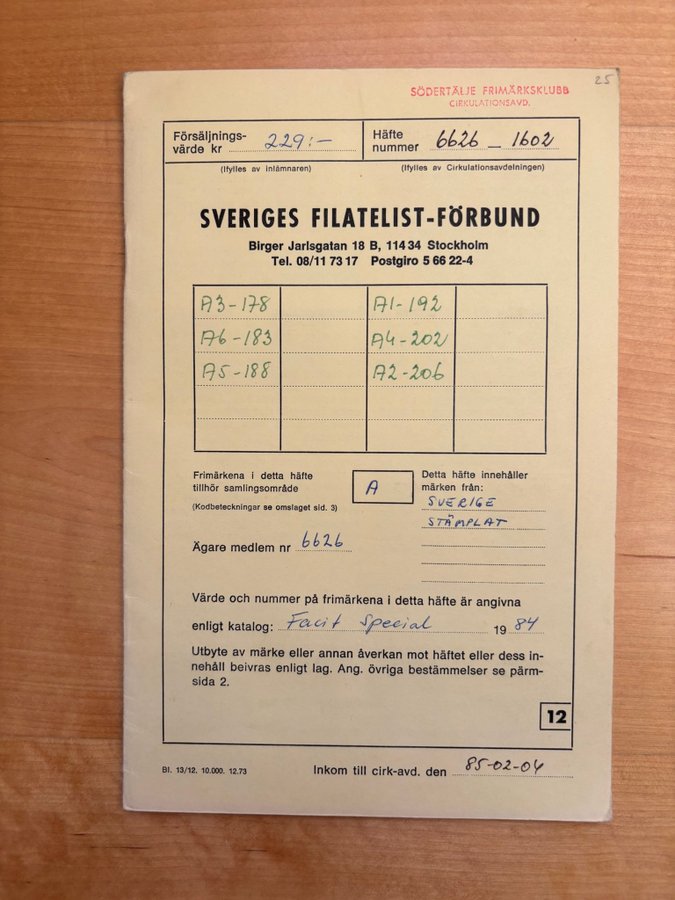 25
SÖDERTÄLJE FRIMÄRKSKLUBB
CIRKULATIONSAVD.
Försäljnings-
värde kr 229:-
Häfte
nummer 6626 - 1602
(Ifylles av inlämnaren)
(Ifylles av Cirkulationsavdelningen)
SVERIGES FILATELIST-FÖRBUND
Birger Jarlsgatan 18 B, 114 34 Stockholm
Tel. 08/11 73 17 Postgiro 5 66 22-4
A3-178 A1-192
A6-183 A4-202
A5-188 A2-206
Frimärkena i detta häfte
tillhör samlingsområde
(Kodbeteckningar se omslaget sid. 3)
A
Detta häfte innehåller
märken från:
SVERIGE
STÄMPLAT
Ägare medlem nr 6626
Värde och nummer på frimärkena i detta häfte är angivna
enligt katalog: Facit Special 1984
Utbyte av märke eller annan åverkan mot häftet eller dess in-
nehåll beivras enligt lag. Ang. övriga bestämmelser se pärm-
sida 2.
12
Bl. 13/12. 10.000. 12.73
Inkom till cirk-avd. den 85-02-04